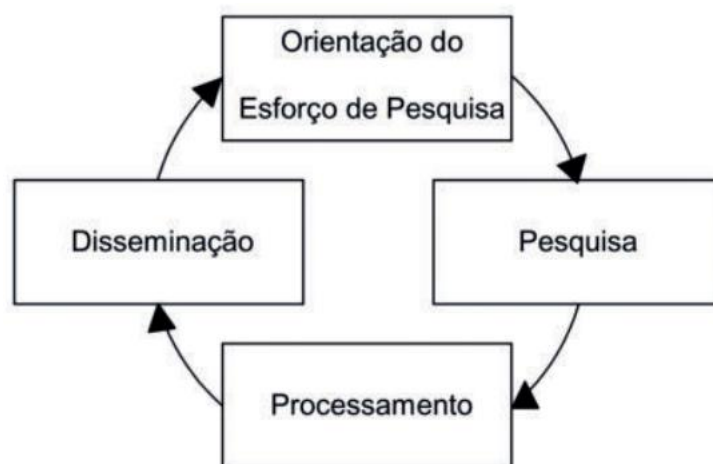 Orientação do
Esforço de Pesquisa
Disseminação
Pesquisa
Processamento